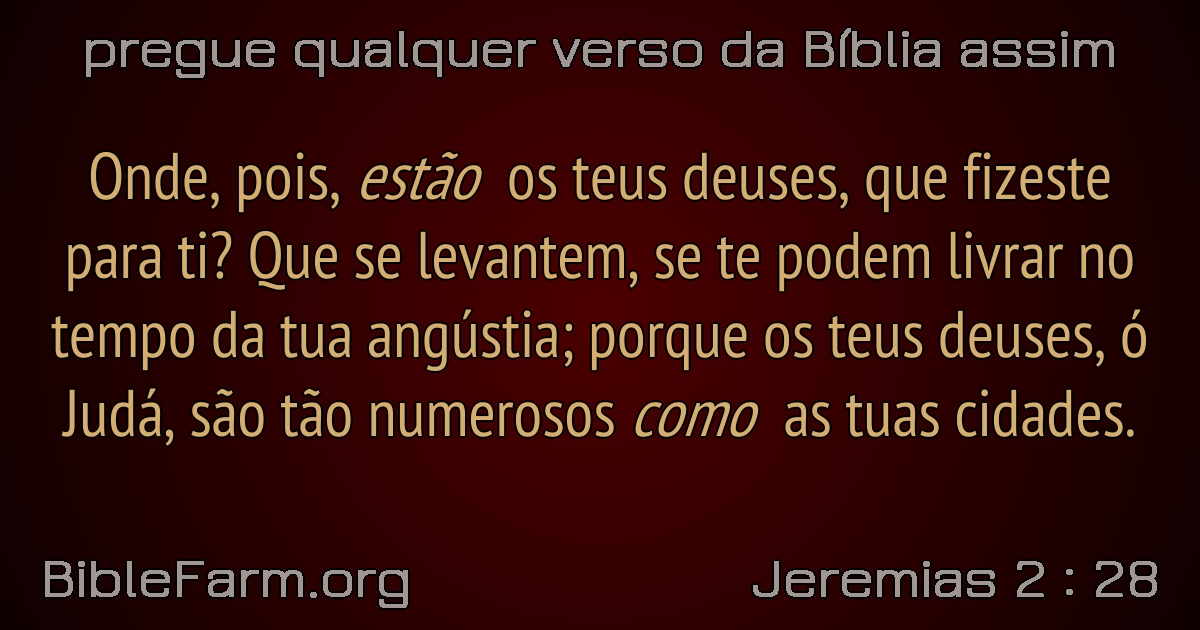 pregue qualquer verso da Bíblia assim
Onde, pois, estão os teus deuses, que fizeste
para ti? Que se levantem, se te podem livrar no
tempo da tua angústia; porque os teus deuses, ó
Judá, são tão numerosos como as tuas cidades.
BibleFarm.org
Jeremias 2 : 28